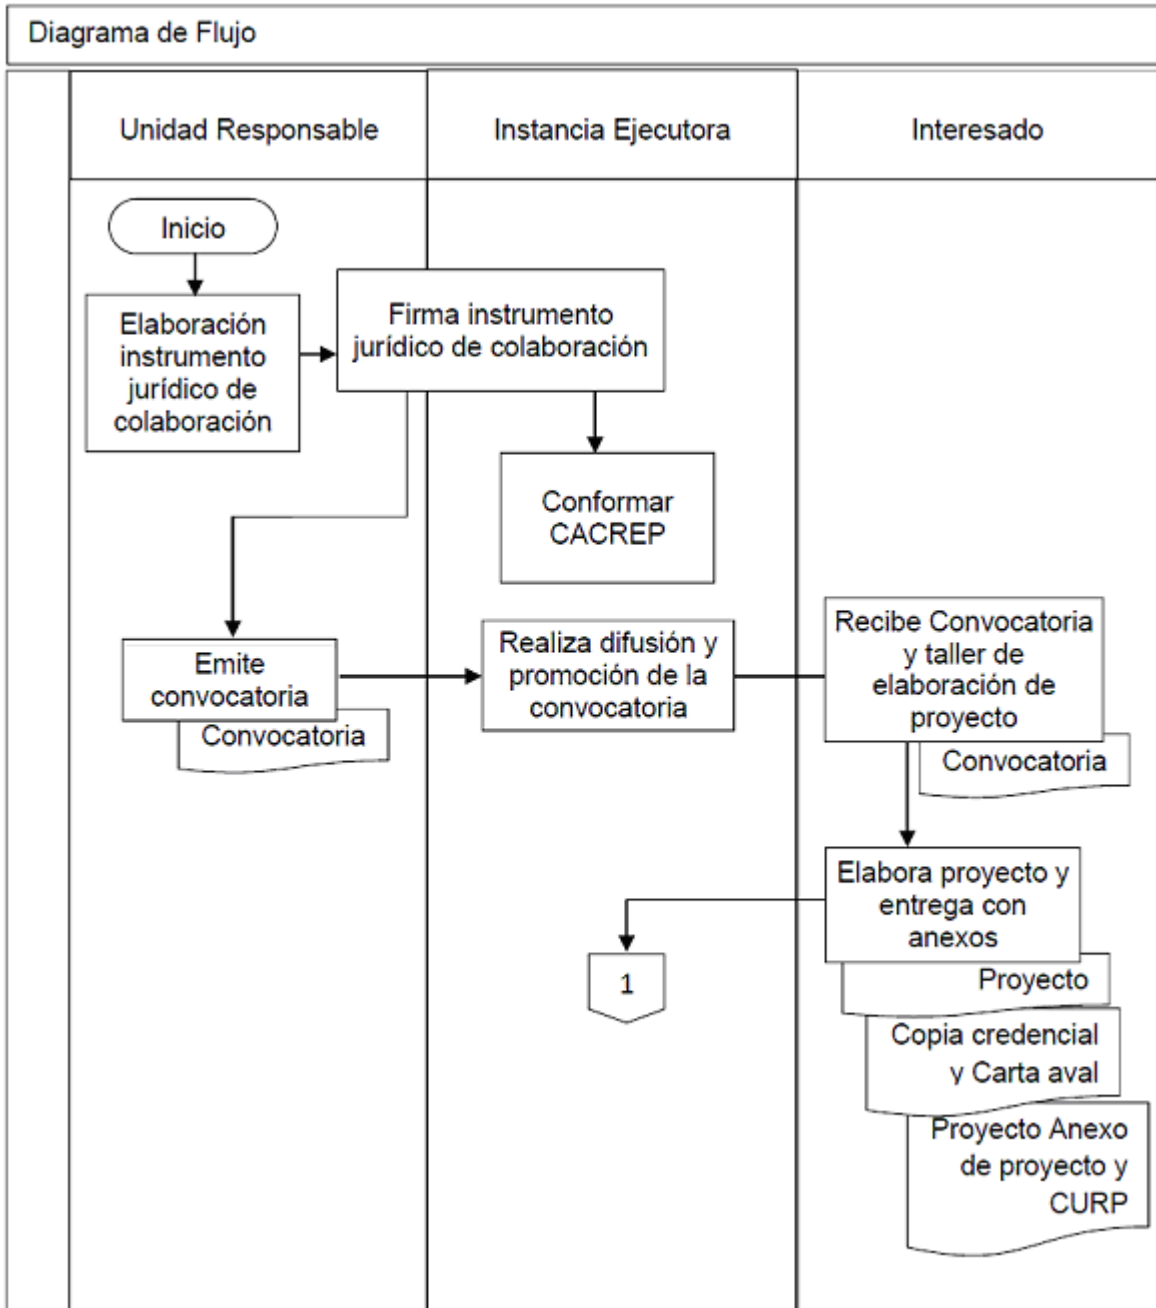 Diagrama de Flujo
Unidad Responsable
Instancia Ejecutora
Interesado
Inicio
Elaboración
instrumento
jurídico de
colaboración
Firma instrumento
jurídico de colaboración
Conformar
CACREP
Emite
convocatoria
Convocatoria
Realiza difusión y
promoción de la
convocatoria
Recibe Convocatoria
y taller de
elaboración de
proyecto
Convocatoria
Elabora proyecto y
entrega con
anexos
1
Proyecto
Copia credencial
y Carta aval
Proyecto Anexo
de proyecto y
CURP